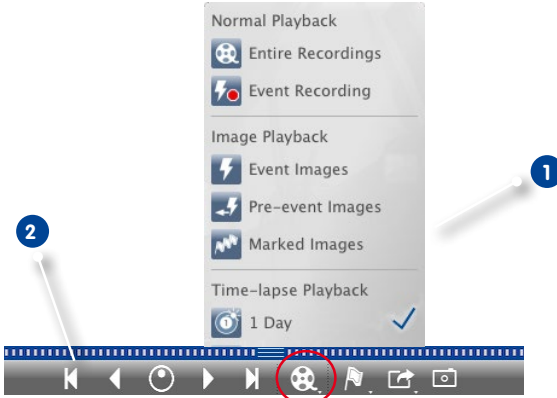 Normal Playback
Entire Recordings
Event Recording
Image Playback
Event Images
Pre-event Images
Marked Images
Time-lapse Playback
1 Day
1
2